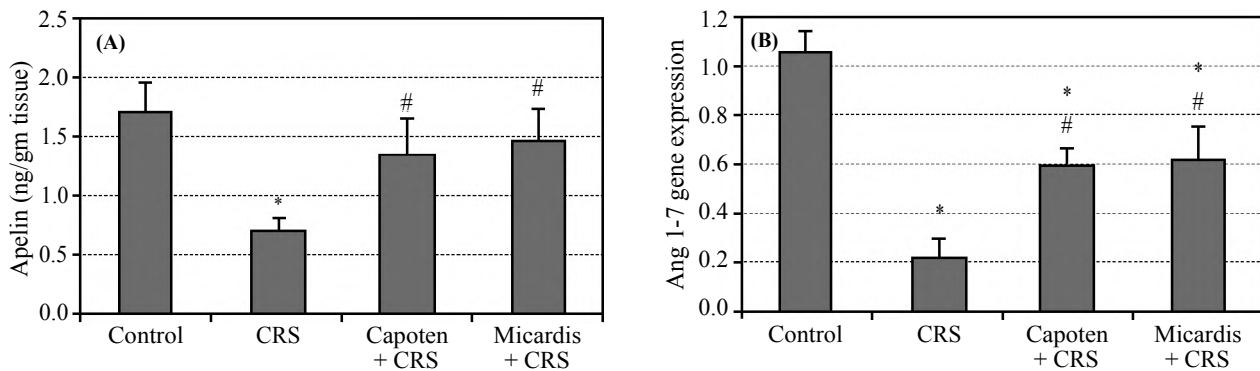 (A)
Apelin (ng/gm tissue)
2.5
2.0
1.5
1.0
0.5
0.0
*
#
#
Control
CRS
Capoten
+ CRS
Micardis
+ CRS
(B)
Ang 1-7 gene expression
1.2
1.0
0.8
0.6
0.4
0.2
0.0
*
*
#
*
#
Control
CRS
Capoten
+ CRS
Micardis
+ CRS